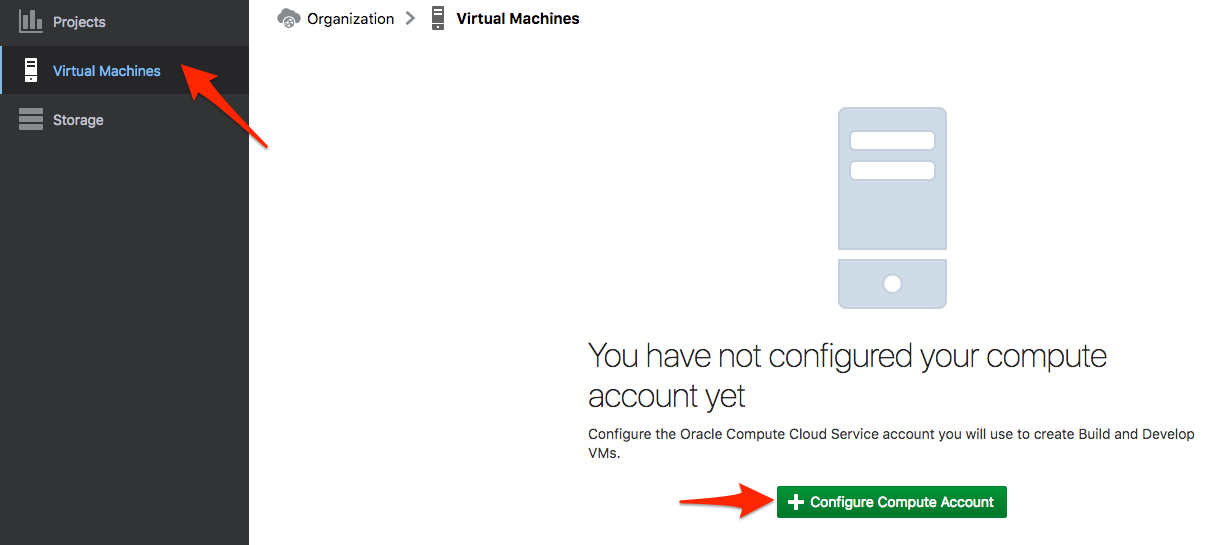 Projects
Virtual Machines
Storage
Organization
Virtual Machines
You have not configured your compute
account yet
Configure the Oracle Compute Cloud Service account you will use to create Build and Develop
VMs.
Configure Compute Account